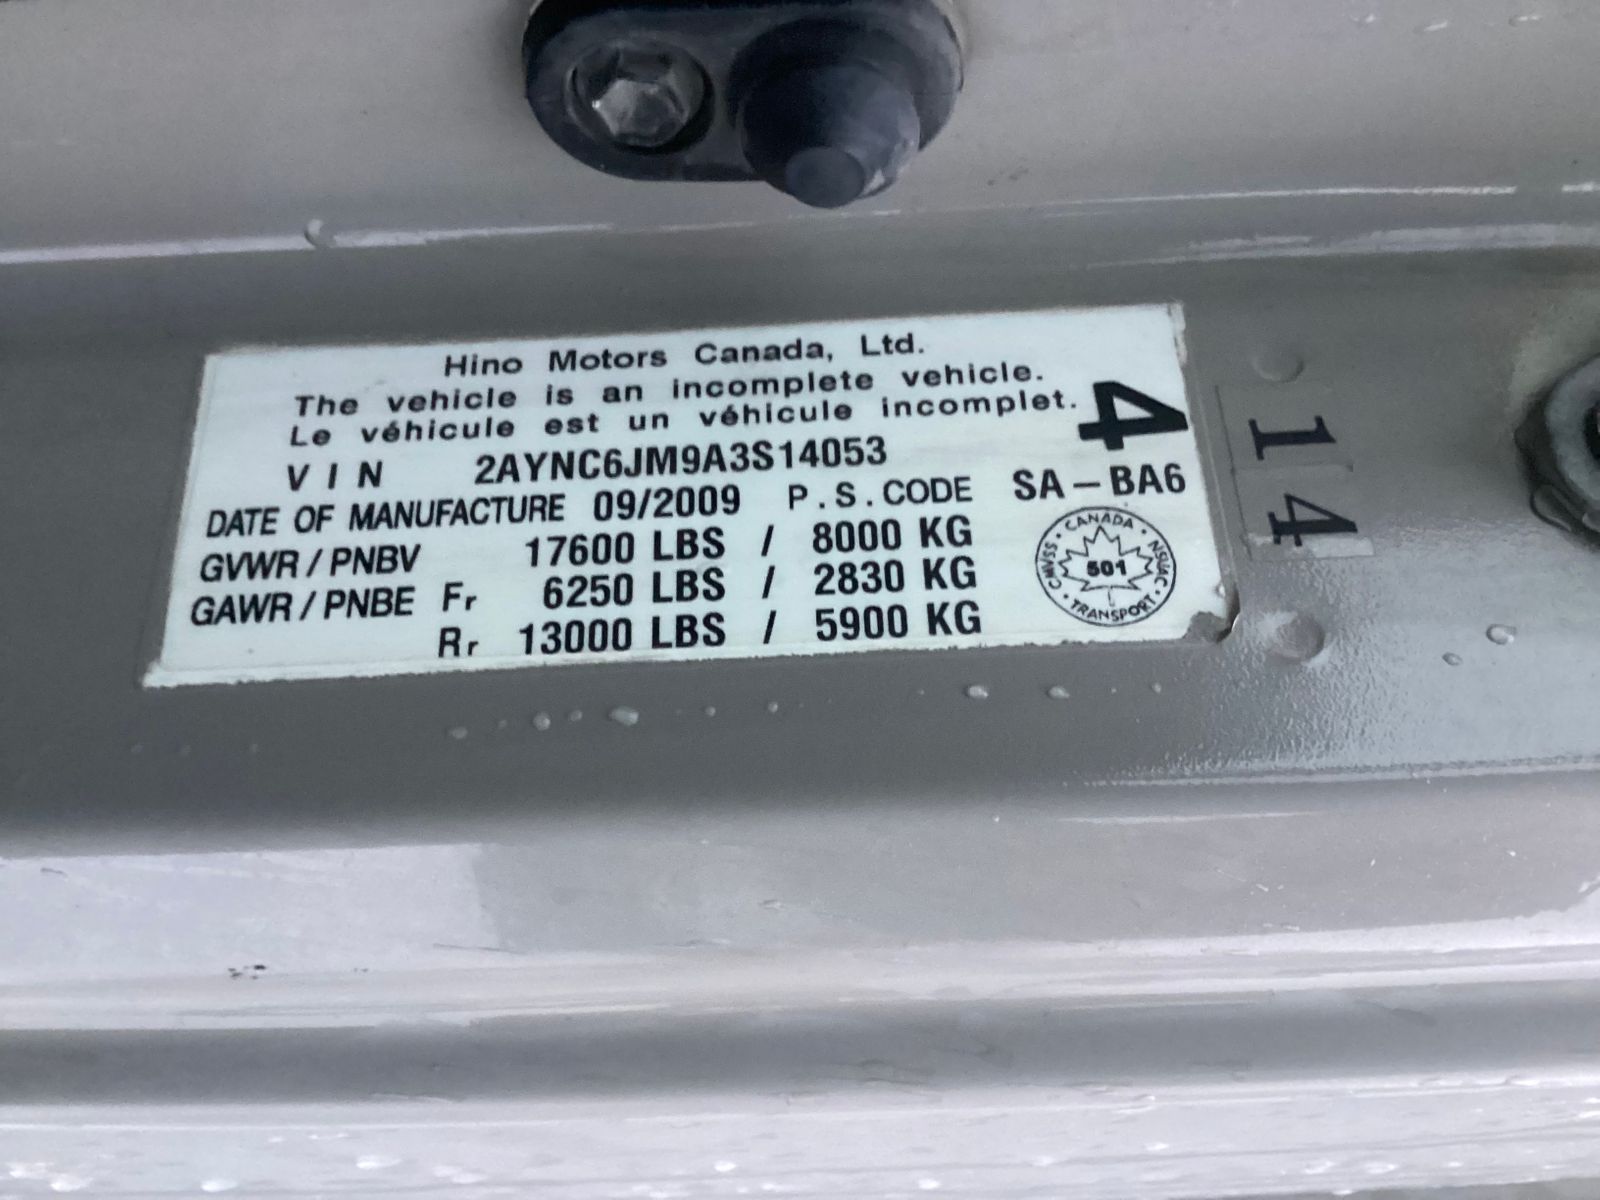 Hino Motors Canada, Ltd.
The vehicle is an incomplete vehicle.
Le véhicule est un véhicule incomplet.
4
14
VIN 2AYNC6JM9A3S14053
DATE OF MANUFACTURE 09/2009 P.S.CODE SA-BA6
GVWR/PNBV 17600 LBS / 8000 KG
GAWR/PNBE Fr 6250 LBS / 2830 KG
Rr 13000 LBS / 5900 KG
CANADA · NSVAC · TRANSPORT · CMVSS ·
501